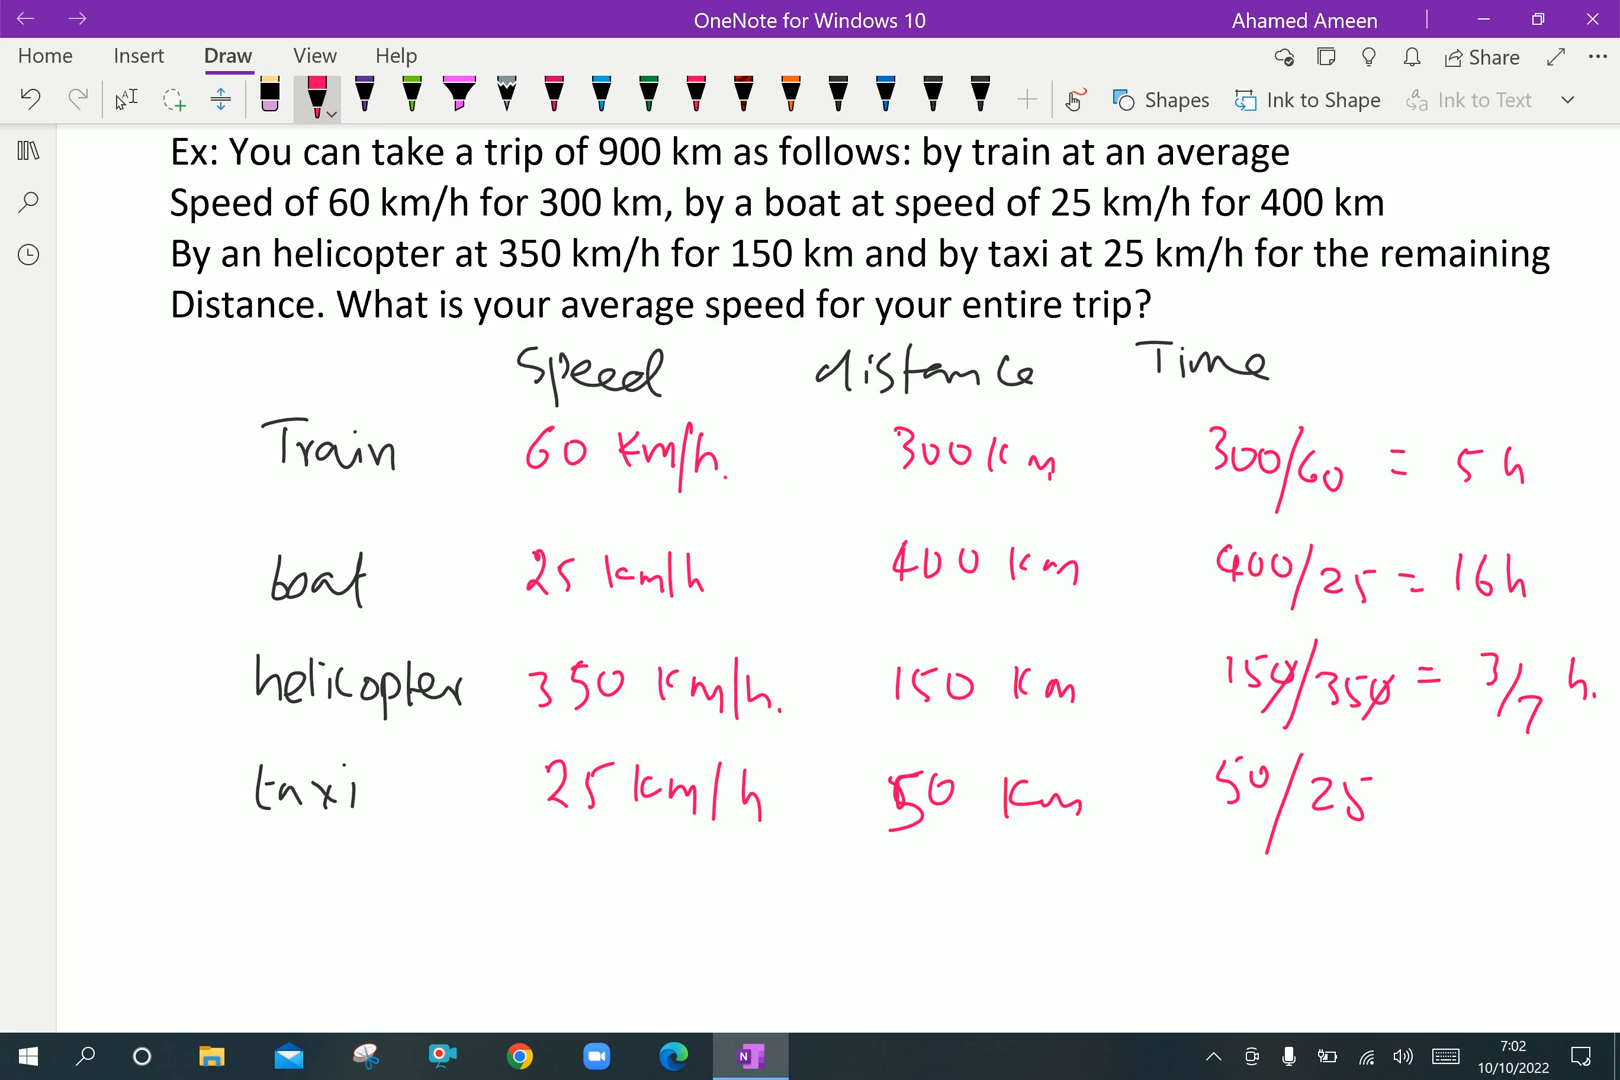 OneNote for Windows 10
Ahamed Ameen
Home Insert Draw View Help
Share
Shapes Ink to Shape Ink to Text
Ex: You can take a trip of 900 km as follows: by train at an average
Speed of 60 km/h for 300 km, by a boat at speed of 25 km/h for 400 km
By an helicopter at 350 km/h for 150 km and by taxi at 25 km/h for the remaining
Distance. What is your average speed for your entire trip?
Speed distance Time
Train 60 km/h. 300 km 300/60 = 5 h
boat 25 km/h 400 km 400/25 = 16 h
helicopter 350 km/h. 150 km 150/350 = 3/7 h.
taxi 25 km/h 50 km 50/25
7:02
10/10/2022